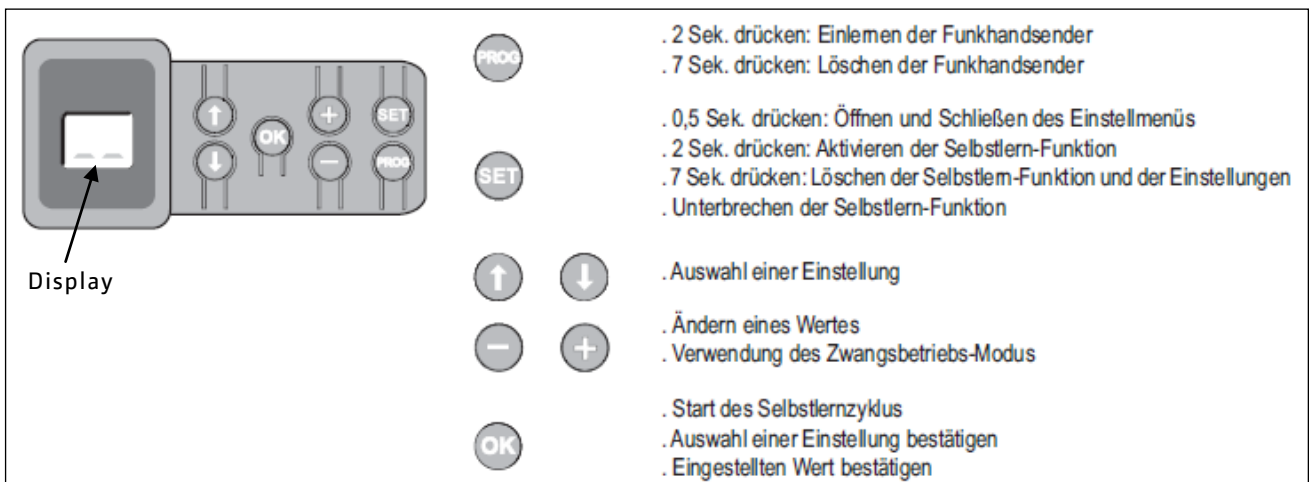 SET
OK
PROG
Display
PROG
. 2 Sek. drücken: Einlernen der Funkhandsender
. 7 Sek. drücken: Löschen der Funkhandsender
SET
. 0,5 Sek. drücken: Öffnen und Schließen des Einstellmenüs
. 2 Sek. drücken: Aktivieren der Selbstlern-Funktion
. 7 Sek. drücken: Löschen der Selbstlern-Funktion und der Einstellungen
. Unterbrechen der Selbstlern-Funktion
. Auswahl einer Einstellung
− +
. Ändern eines Wertes
. Verwendung des Zwangsbetriebs-Modus
OK
. Start des Selbstlernzyklus
. Auswahl einer Einstellung bestätigen
. Eingestellten Wert bestätigen